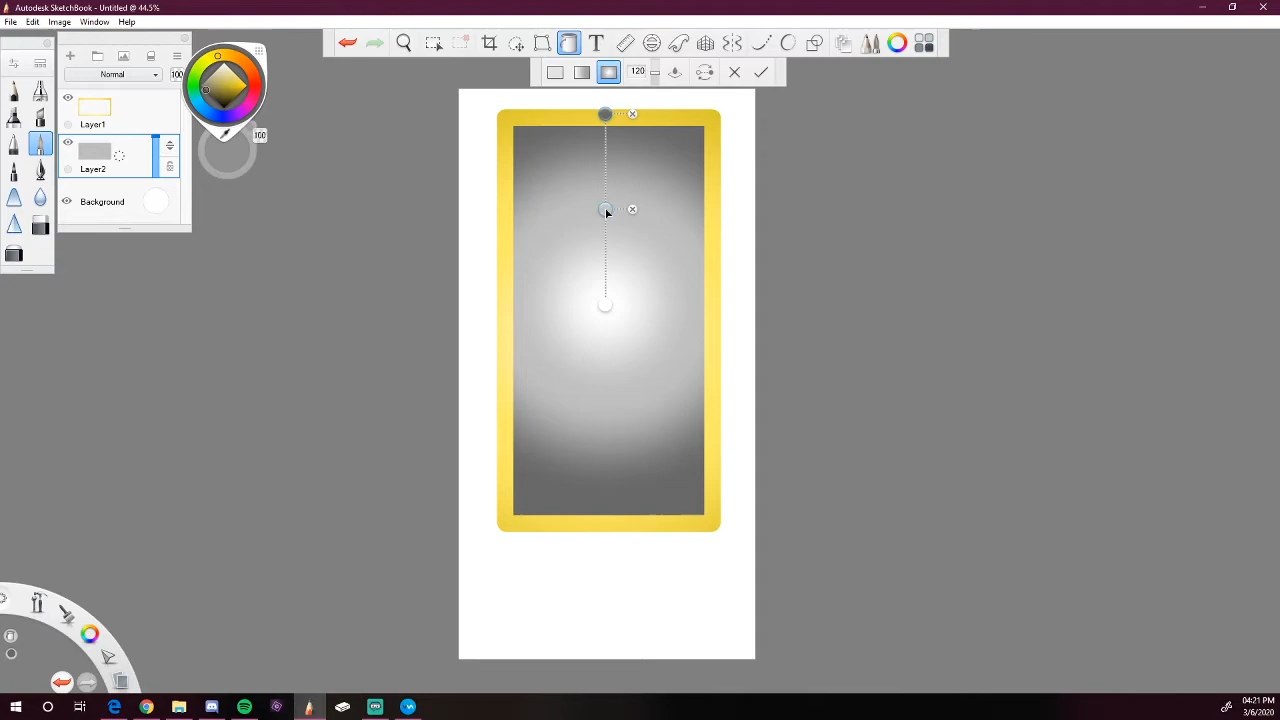 Autodesk SketchBook - Untitled @ 44.5%
File Edit Image Window Help
T
120
Normal
100
Layer1
100
Layer2
Background
04:21 PM
3/6/2020